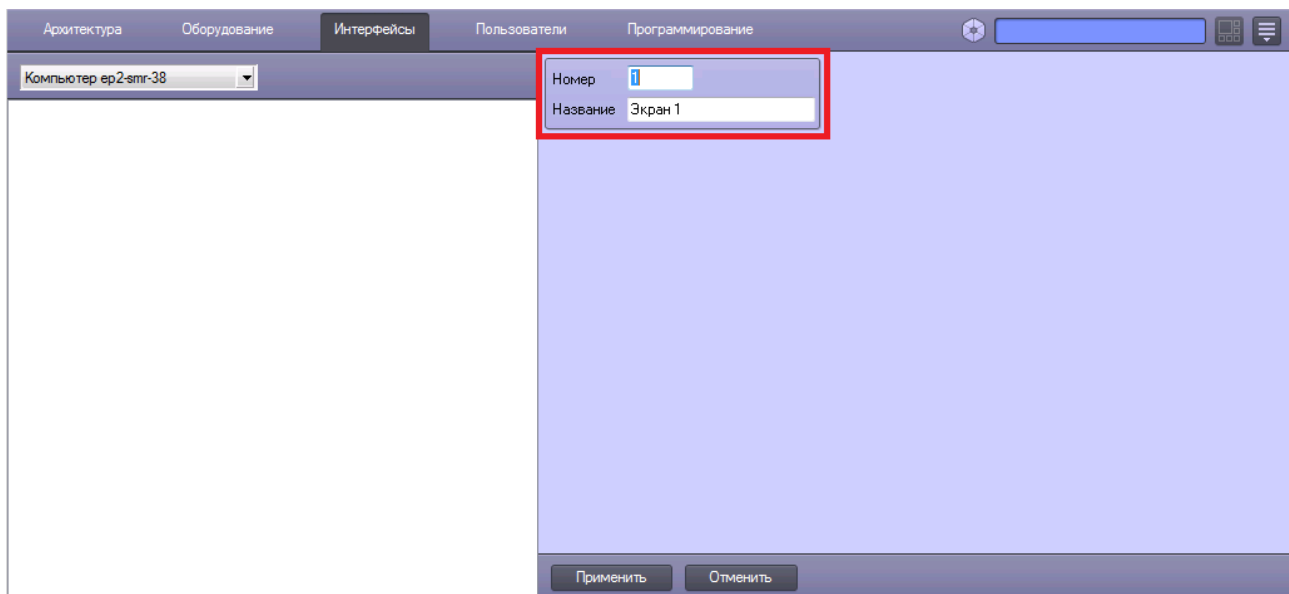 Архитектура Оборудование Интерфейсы Пользователи Программирование
Компьютер ep2-smr-38
Номер 1
Название Экран 1
Применить Отменить